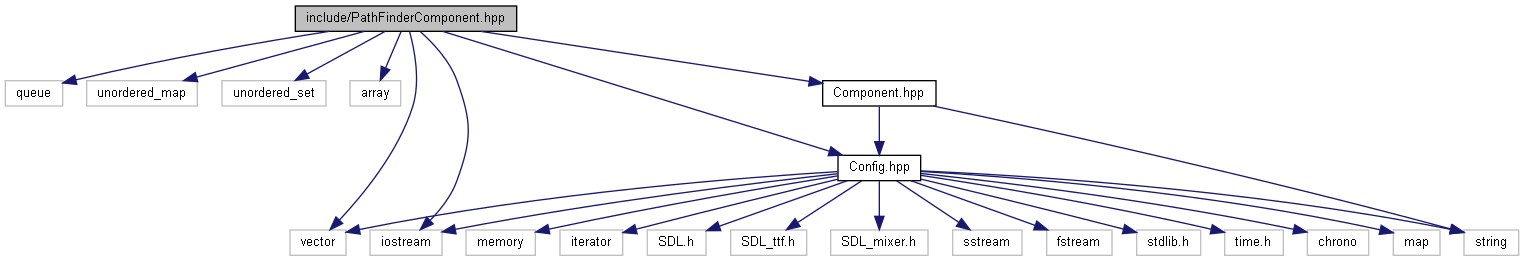 include/PathFinderComponent.hpp
queue
unordered_map
unordered_set
array
Component.hpp
Config.hpp
vector
iostream
memory
iterator
SDL.h
SDL_ttf.h
SDL_mixer.h
sstream
fstream
stdlib.h
time.h
chrono
map
string